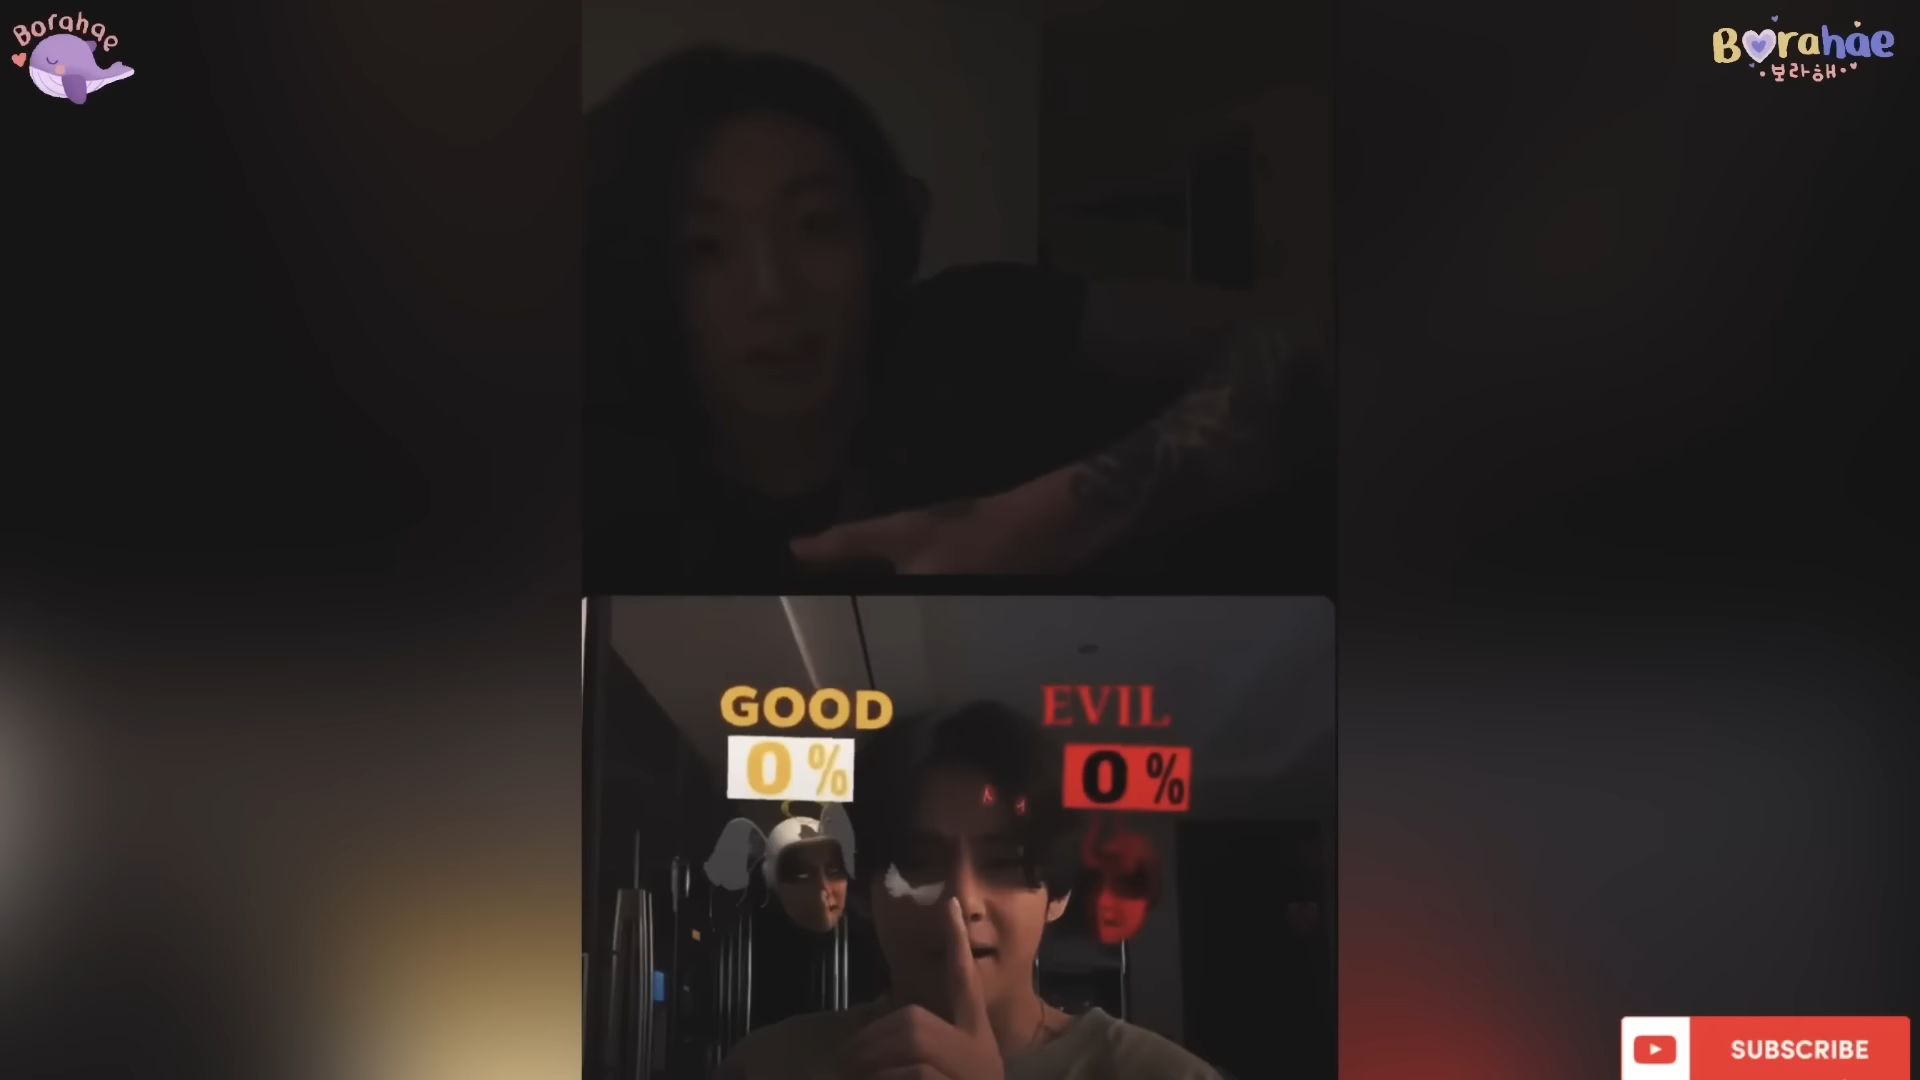 Borahae
Borahae
보라해
GOOD
EVIL
0 %
0 %
SUBSCRIBE